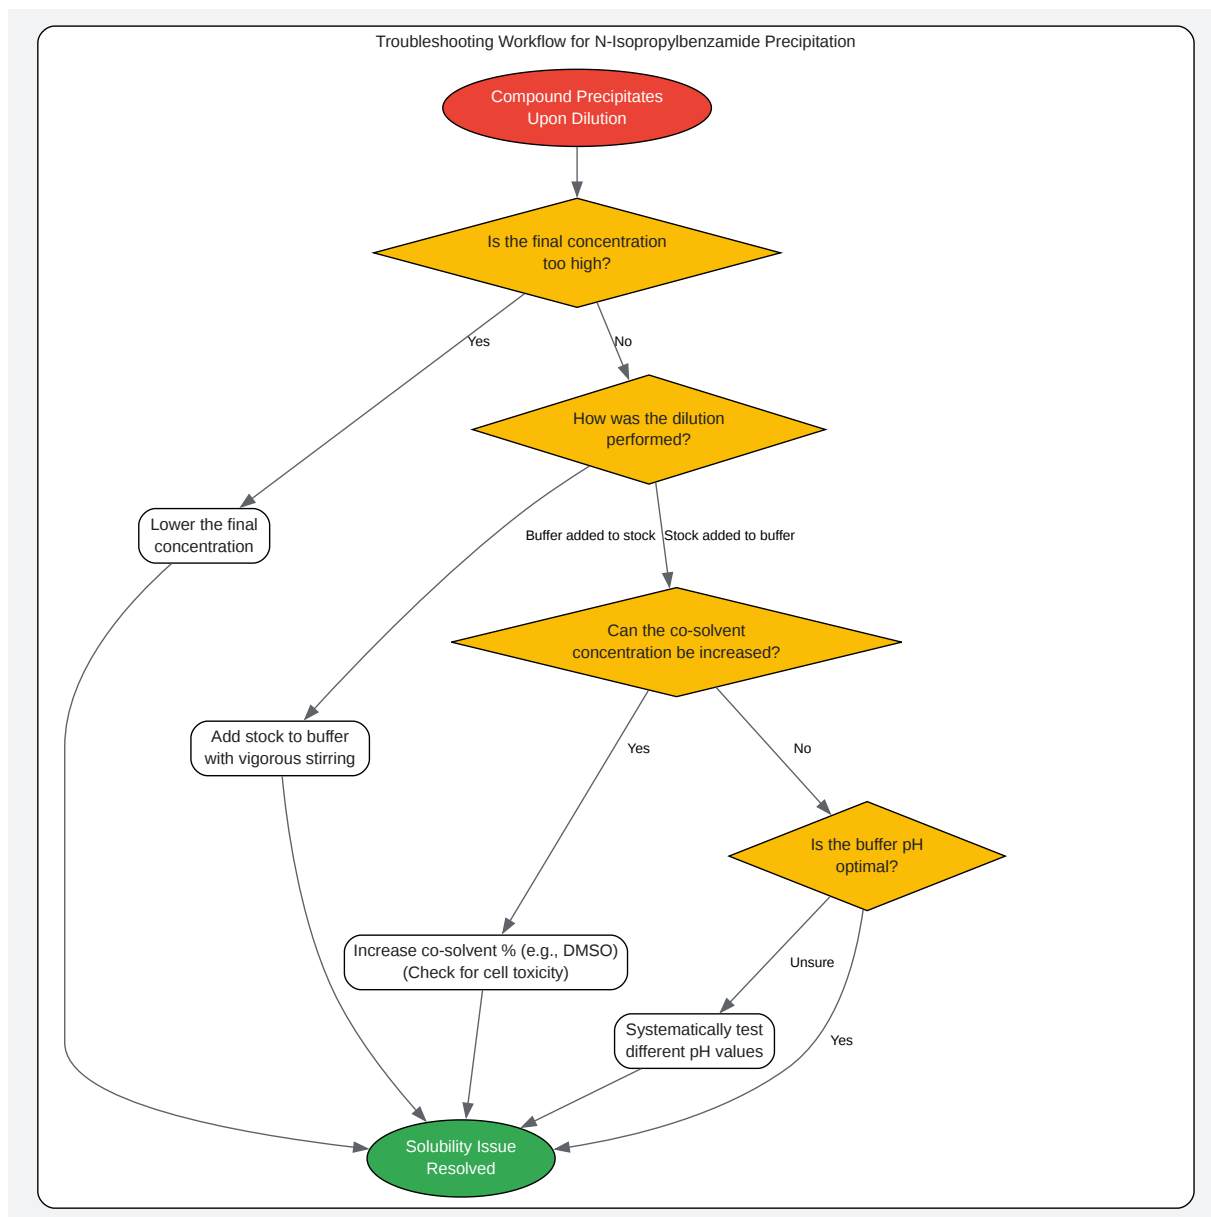 Troubleshooting Workflow for N-Isopropylbenzamide Precipitation
Compound Precipitates
Upon Dilution
Is the final concentration
too high?
Yes
No
How was the dilution
performed?
Buffer added to stock
Stock added to buffer
Lower the final
concentration
Can the co-solvent
concentration be increased?
Add stock to buffer
with vigorous stirring
Yes
No
Is the buffer pH
optimal?
Increase co-solvent % (e.g., DMSO)
(Check for cell toxicity)
Unsure
Systematically test
different pH values
Yes
Solubility Issue
Resolved